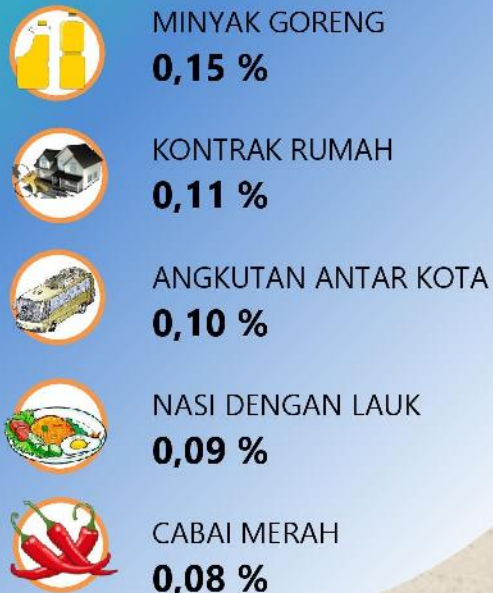 MINYAK GORENG
0,15 %
KONTRAK RUMAH
0,11 %
ANGKUTAN ANTAR KOTA
0,10 %
NASI DENGAN LAUK
0,09 %
CABAI MERAH
0,08 %